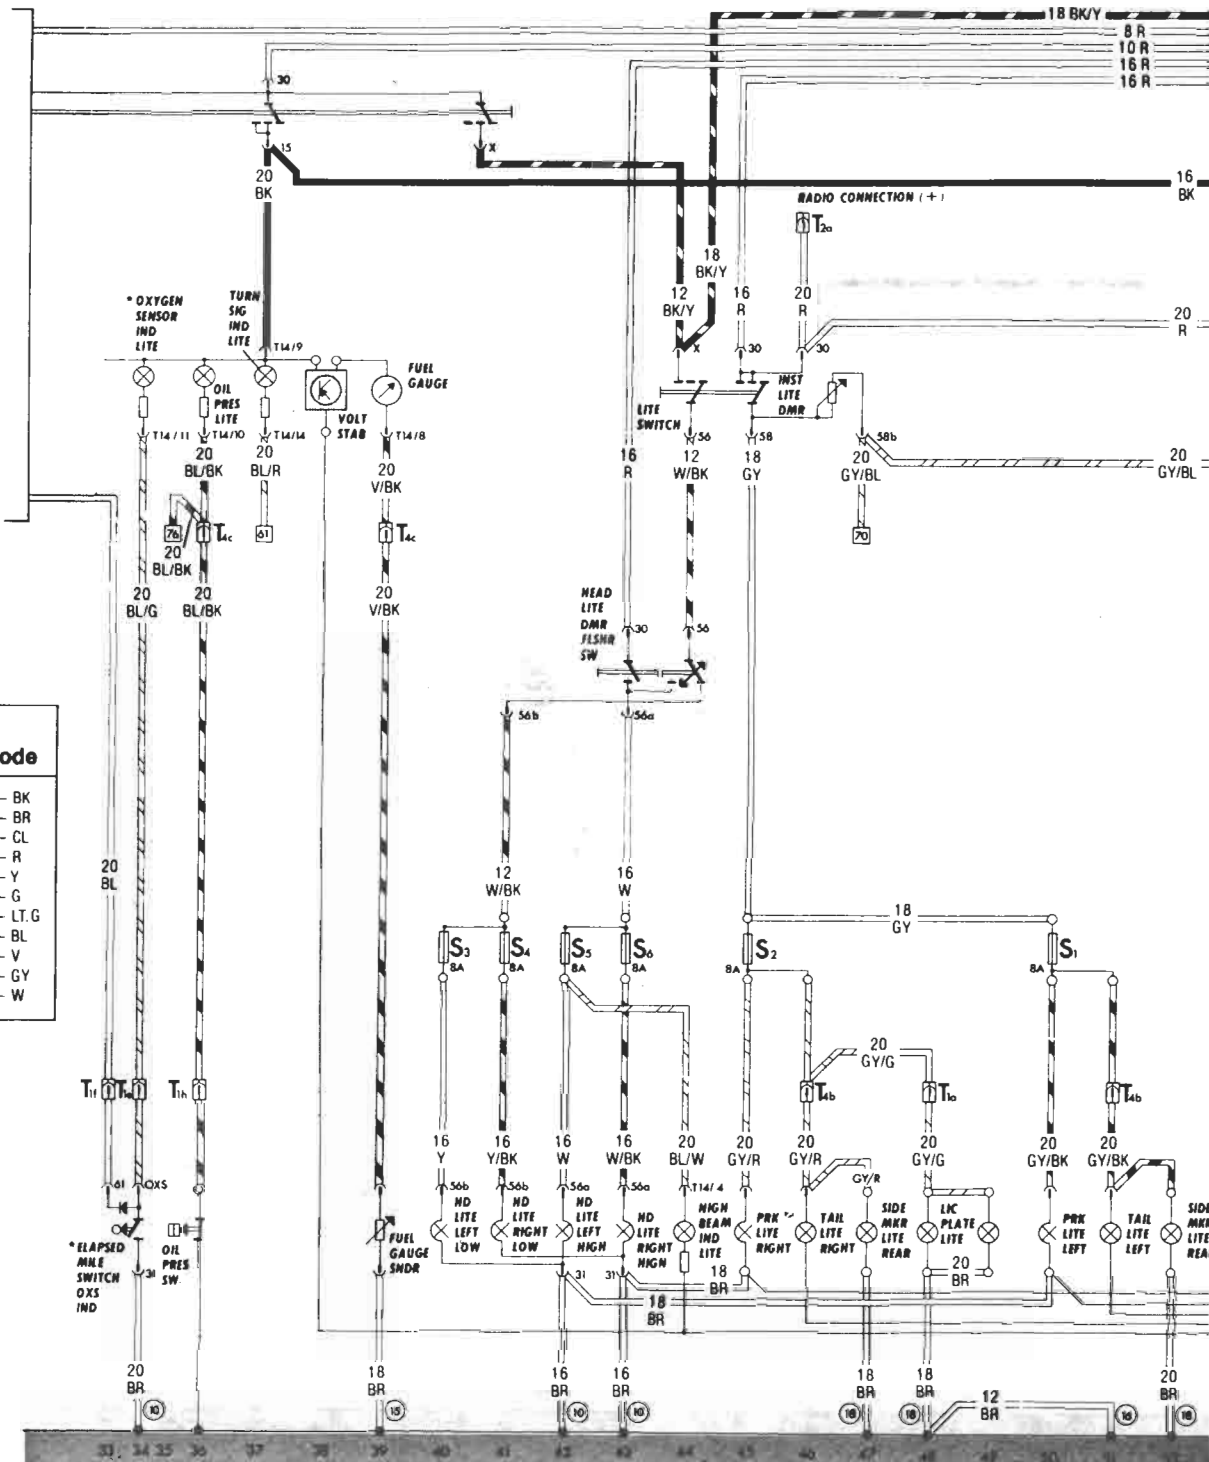 18 BK/Y
8 R
10 R
16 R
16 R
30
15
X
20
BK
16
BK
RADIO CONNECTION (+)
T2a
18
BK/Y
12
BK/Y
16
R
20
R
20
R
* OXYGEN
SENSOR
IND
LITE
TURN
SIG
IND
LITE
T14/9
X
30
30
FUEL
GAUGE
OIL
PRES
LITE
VOLT
STAB
LITE
SWITCH
INST
LITE
DMR
T14/11
T14/10
T14/14
T14/8
56
58
58b
20
BL/BK
20
BL/R
20
V/BK
16
R
12
W/BK
18
GY
20
GY/BL
20
GY/BL
76
T4c
61
T4c
70
20
BL/BK
20
BL/G
20
BL/BK
20
V/BK
HEAD
LITE
DMR
FLSHR
SW
30
56
56b
56a
ode
- BK
- BR
- CL
- R
- Y
- G
- LT.G
- BL
- V
- GY
- W
20
BL
12
W/BK
16
W
18
GY
S3
8A
S4
8A
S5
8A
S6
8A
S2
8A
S1
8A
20
GY/G
T1f
T1h
T4b
T1a
T4b
16
Y
16
Y/BK
16
W
16
W/BK
20
BL/W
20
GY/R
20
GY/R
20
GY/G
20
GY/BK
20
GY/BK
GY/R
61
OXS
56b
56b
56a
56a
T14/4
HD
LITE
LEFT
LOW
HD
LITE
RIGHT
LOW
HD
LITE
LEFT
HIGH
HD
LITE
RIGHT
HIGH
HIGH
BEAM
IND
LITE
PRK
LITE
RIGHT
TAIL
LITE
RIGHT
SIDE
MKR
LITE
REAR
LIC
PLATE
LITE
PRK
LITE
LEFT
TAIL
LITE
LEFT
SIDE
MKR
LITE
REAR
* ELAPSED
MILE
SWITCH
OXS
IND
31
OIL
PRES
SW
FUEL
GAUGE
SNDR
31
31
18
BR
18
BR
20
BR
20
BR
18
BR
16
BR
16
BR
18
BR
18
BR
12
BR
20
BR
10
15
10
10
18
18
16
18
33
34
35
36
37
38
39
40
41
42
43
44
45
46
47
48
49
50
51